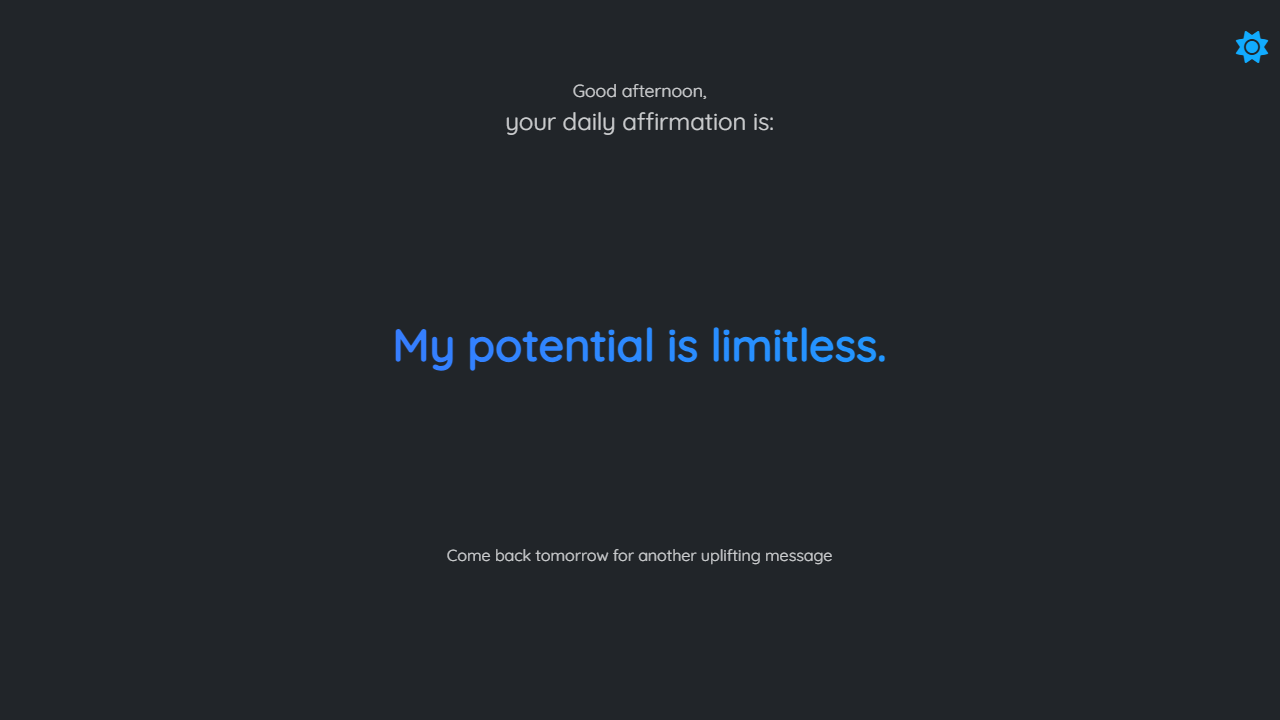 Good afternoon,
your daily affirmation is:
My potential is limitless.
Come back tomorrow for another uplifting message